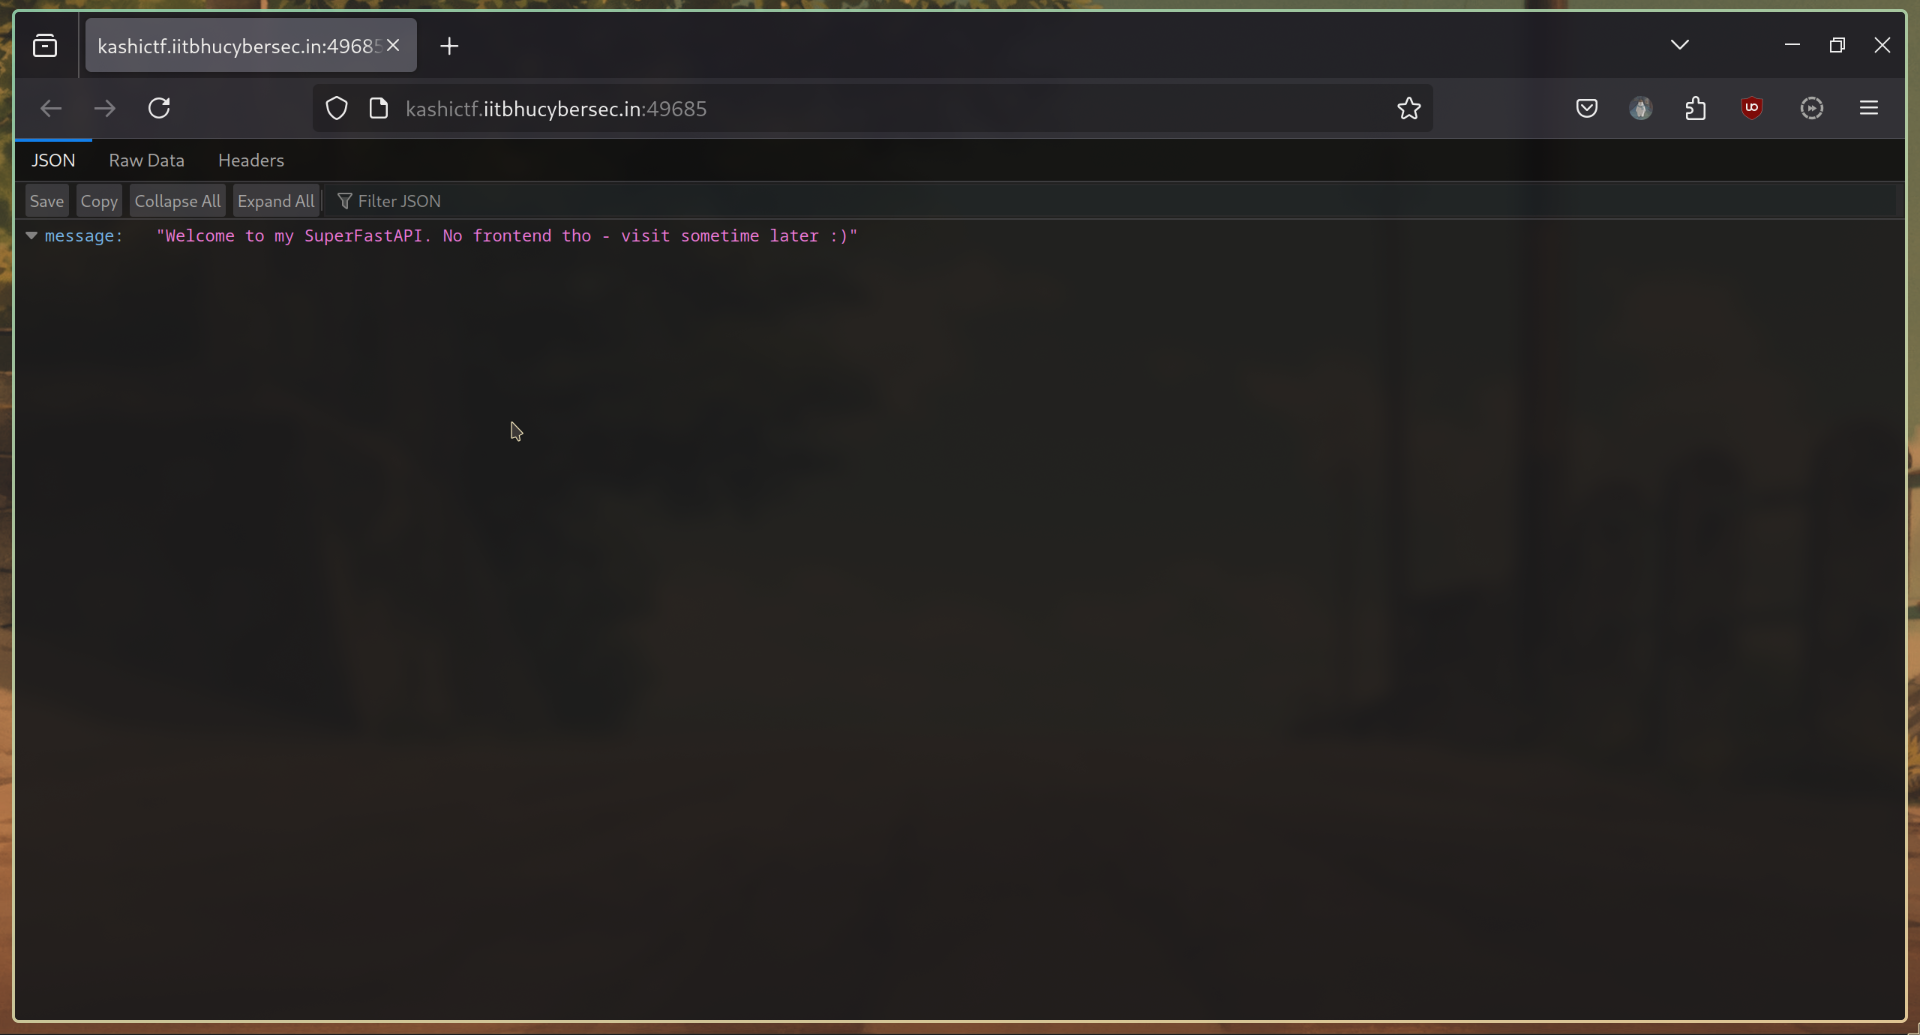 kashictf.iitbhucybersec.in:49685
kashictf.iitbhucybersec.in:49685
JSON Raw Data Headers
Save Copy Collapse All Expand All Filter JSON
message: "Welcome to my SuperFastAPI. No frontend tho - visit sometime later :)"